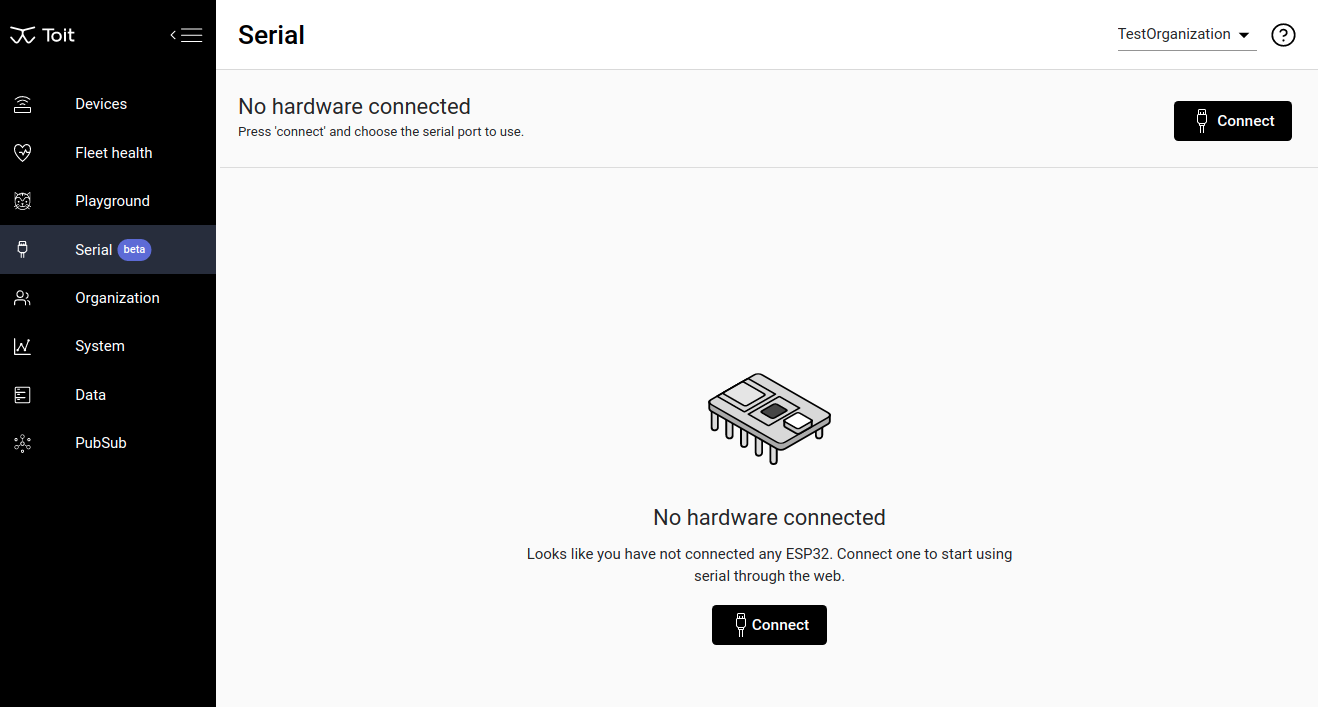 Toit
Devices
Fleet health
Playground
Serial beta
Organization
System
Data
PubSub
Serial
TestOrganization
?
No hardware connected
Press 'connect' and choose the serial port to use.
Connect
No hardware connected
Looks like you have not connected any ESP32. Connect one to start using
serial through the web.
Connect